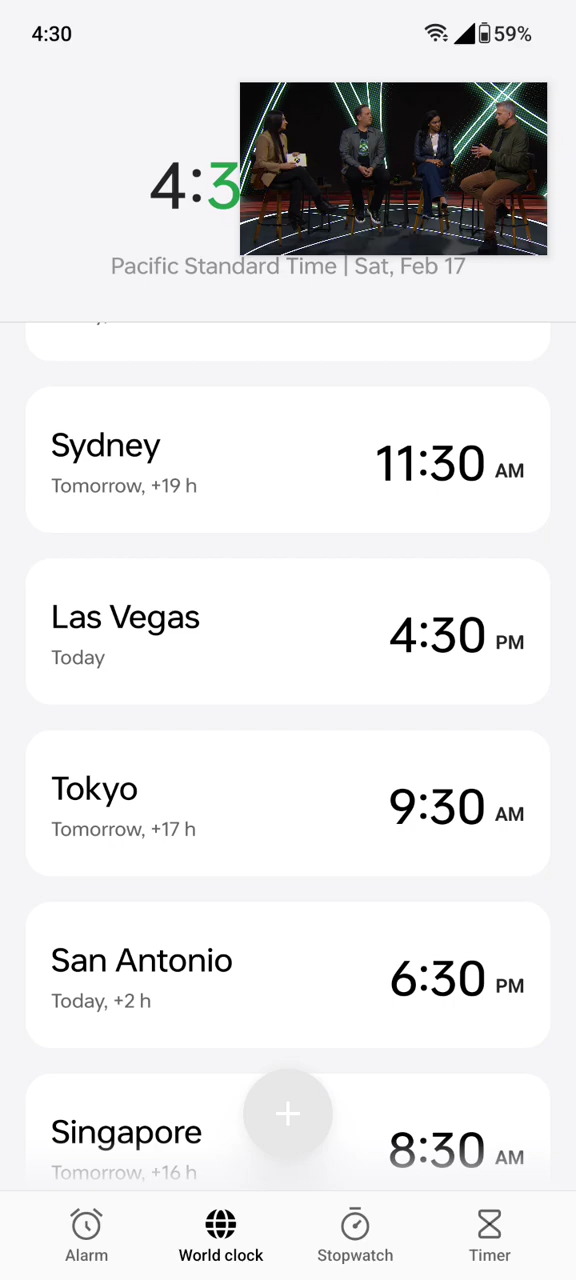 4:30
59%
4:3
Pacific Standard Time | Sat, Feb 17
Sydney
Tomorrow, +19 h
11:30 AM
Las Vegas
Today
4:30 PM
Tokyo
Tomorrow, +17 h
9:30 AM
San Antonio
Today, +2 h
6:30 PM
Singapore
Tomorrow, +16 h
8:30 AM
Alarm
World clock
Stopwatch
Timer